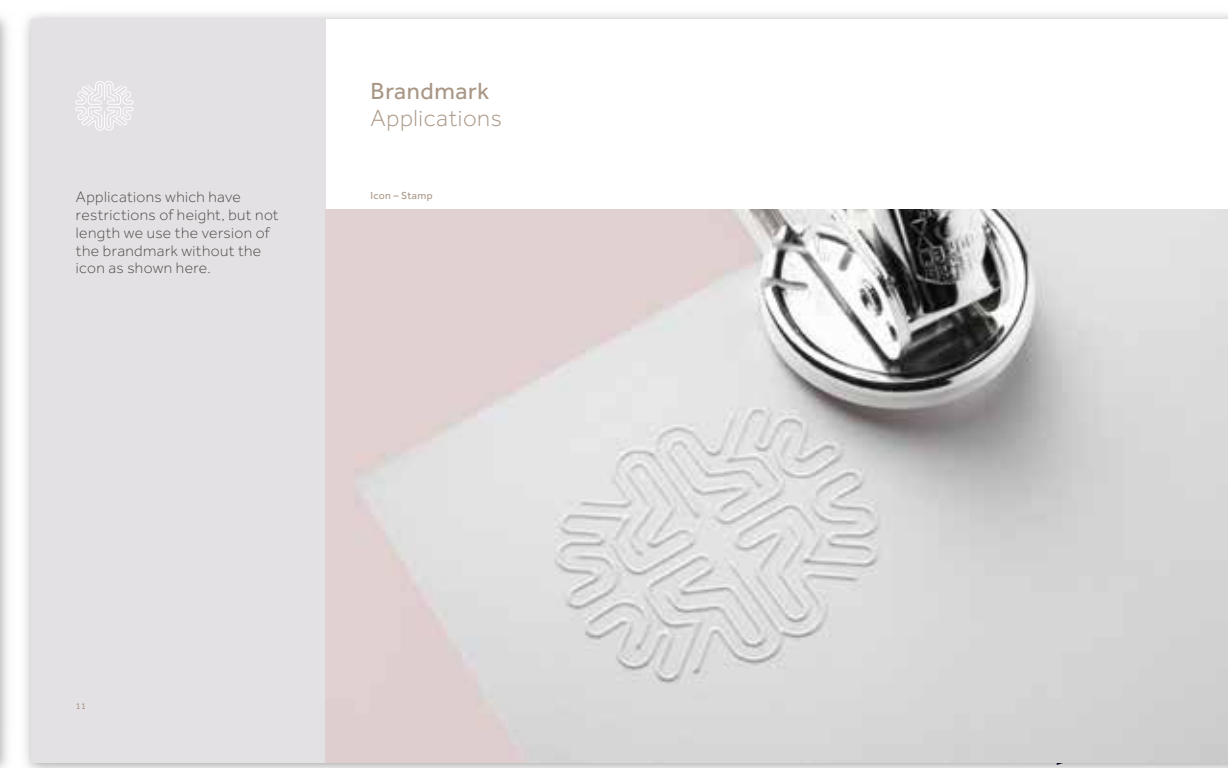 Brandmark
Applications
Applications which have
restrictions of height, but not
length we use the version of
the brandmark without the
icon as shown here.
Icon – Stamp
11